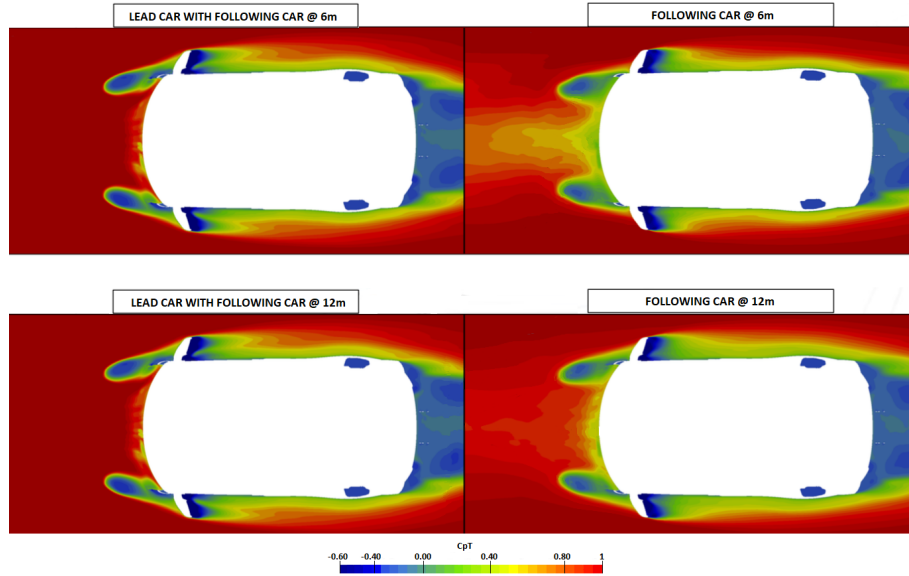 LEAD CAR WITH FOLLOWING CAR @ 6m
FOLLOWING CAR @ 6m
LEAD CAR WITH FOLLOWING CAR @ 12m
FOLLOWING CAR @ 12m
CpT
-0.60 -0.40 0.00 0.40 0.80 1